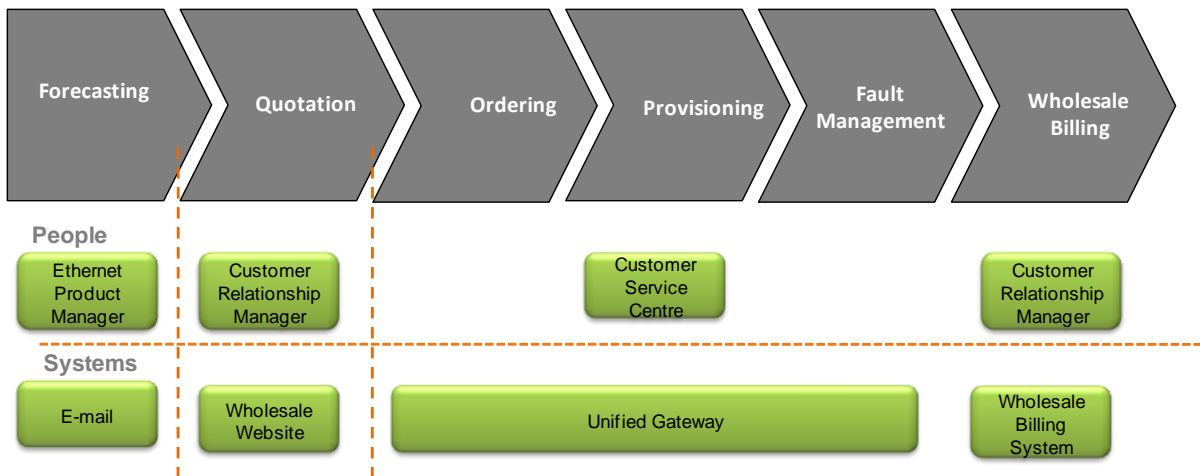 Forecasting
Quotation
Ordering
Provisioning
Fault
Management
Wholesale
Billing
People
Ethernet
Product
Manager
Customer
Relationship
Manager
Customer
Service
Centre
Customer
Relationship
Manager
Systems
E-mail
Wholesale
Website
Unified Gateway
Wholesale
Billing
System